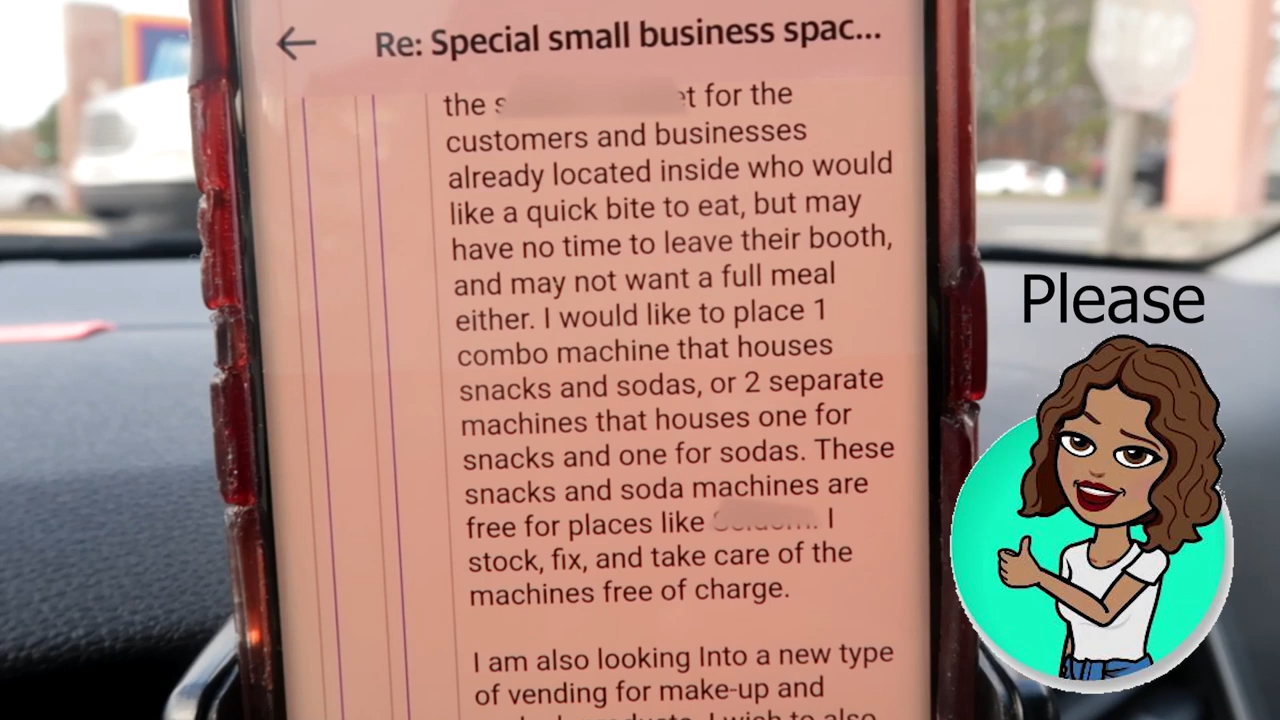 Re: Special small business spac...
the for the
customers and businesses
already located inside who would
like a quick bite to eat, but may
have no time to leave their booth,
and may not want a full meal
either. I would like to place 1
combo machine that houses
snacks and sodas, or 2 separate
machines that houses one for
snacks and one for sodas. These
snacks and soda machines are
free for places like I
stock, fix, and take care of the
machines free of charge.
I am also looking Into a new type
of vending for make-up and
products. I wish to also
Please